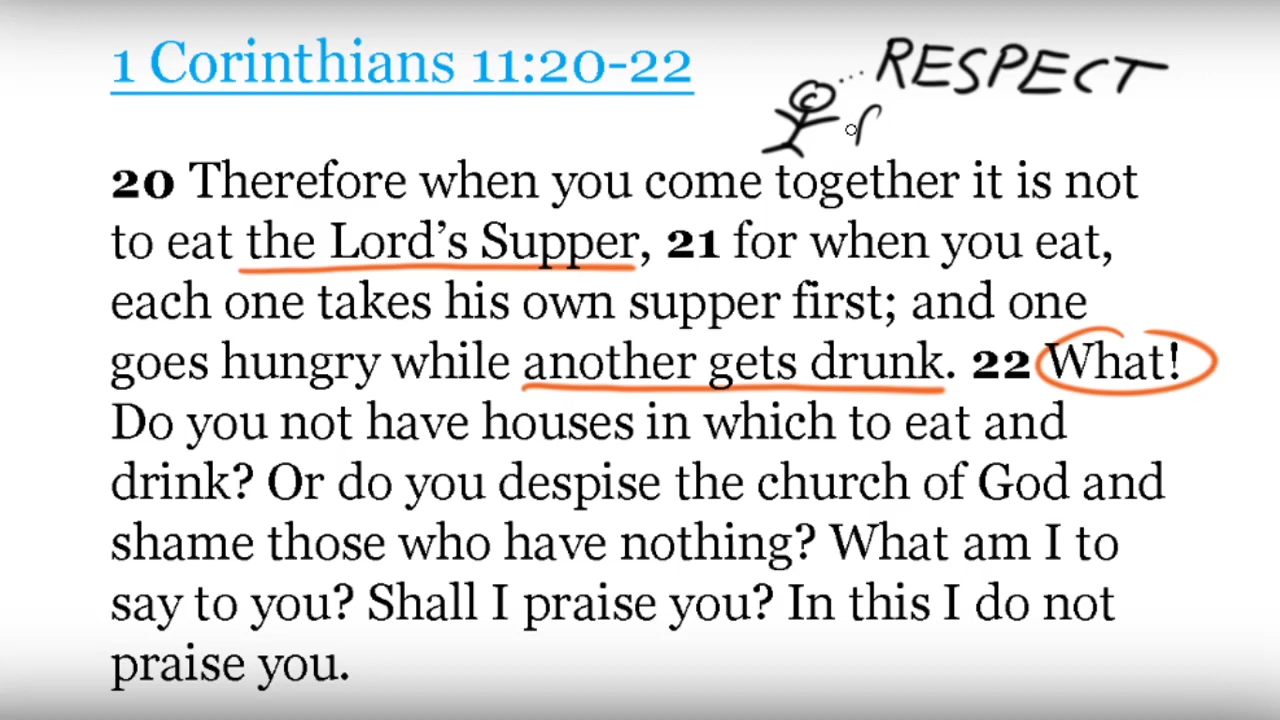 1 Corinthians 11:20-22
RESPECT
20 Therefore when you come together it is not
to eat the Lord’s Supper, 21 for when you eat,
each one takes his own supper first; and one
goes hungry while another gets drunk. 22 What!
Do you not have houses in which to eat and
drink? Or do you despise the church of God and
shame those who have nothing? What am I to
say to you? Shall I praise you? In this I do not
praise you.